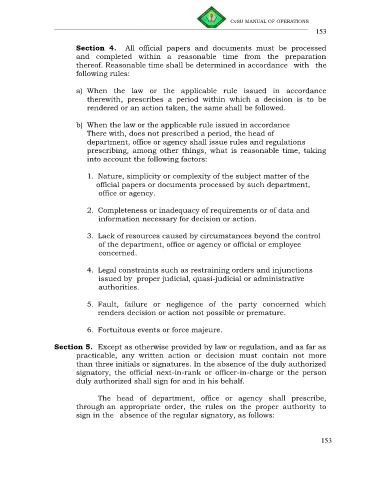 CvSU MANUAL OF OPERATIONS
153
Section 4. All official papers and documents must be processed
and completed within a reasonable time from the preparation
thereof. Reasonable time shall be determined in accordance with the
following rules:
a) When the law or the applicable rule issued in accordance
therewith, prescribes a period within which a decision is to be
rendered or an action taken, the same shall be followed.
b) When the law or the applicable rule issued in accordance
There with, does not prescribed a period, the head of
department, office or agency shall issue rules and regulations
prescribing, among other things, what is reasonable time, taking
into account the following factors:
1. Nature, simplicity or complexity of the subject matter of the
official papers or documents processed by such department,
office or agency.
2. Completeness or inadequacy of requirements or of data and
information necessary for decision or action.
3. Lack of resources caused by circumstances beyond the control
of the department, office or agency or official or employee
concerned.
4. Legal constraints such as restraining orders and injunctions
issued by proper judicial, quasi-judicial or administrative
authorities.
5. Fault, failure or negligence of the party concerned which
renders decision or action not possible or premature.
6. Fortuitous events or force majeure.
Section 5. Except as otherwise provided by law or regulation, and as far as
practicable, any written action or decision must contain not more
than three initials or signatures. In the absence of the duly authorized
signatory, the official next-in-rank or officer-in-charge or the person
duly authorized shall sign for and in his behalf.
The head of department, office or agency shall prescribe,
through an appropriate order, the rules on the proper authority to
sign in the absence of the regular signatory, as follows:
153